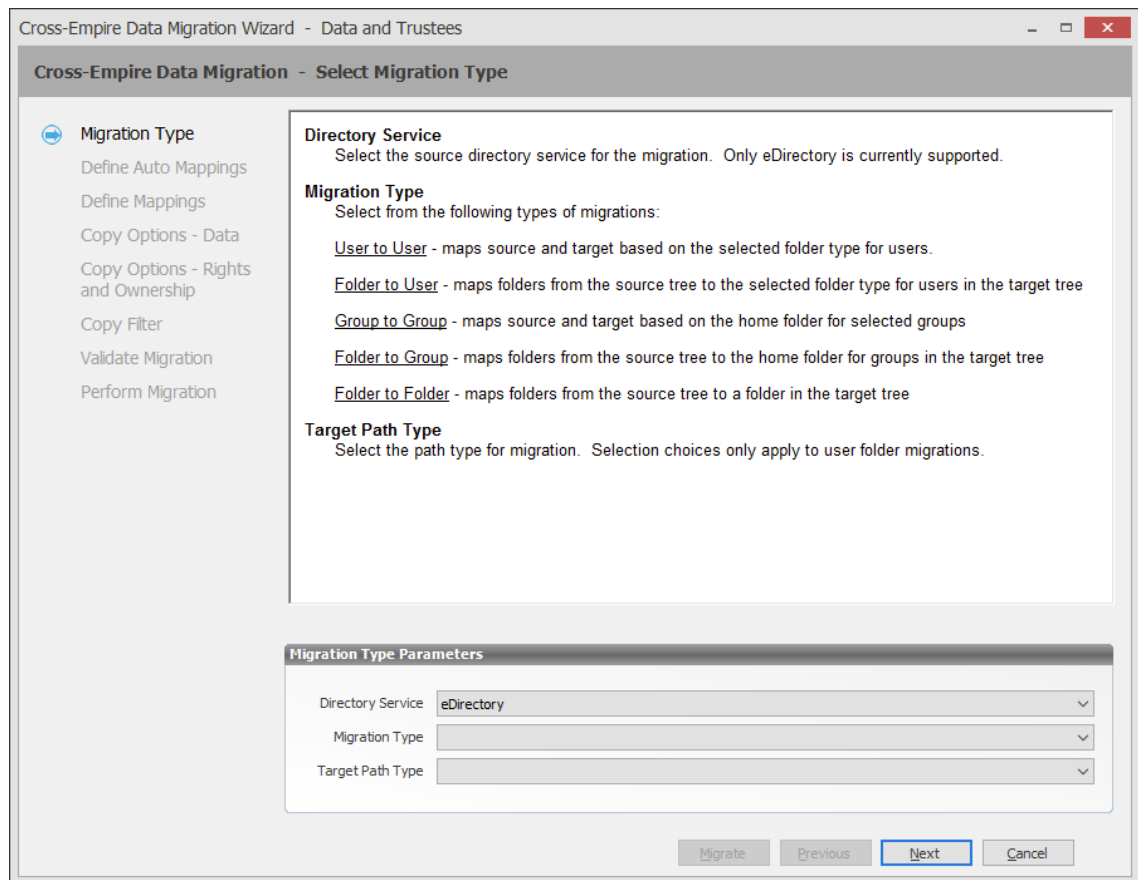 Cross-Empire Data Migration Wizard - Data and Trustees
Cross-Empire Data Migration - Select Migration Type
Migration Type
Define Auto Mappings
Define Mappings
Copy Options - Data
Copy Options - Rights
and Ownership
Copy Filter
Validate Migration
Perform Migration
Directory Service
Select the source directory service for the migration. Only eDirectory is currently supported.
Migration Type
Select from the following types of migrations:
User to User - maps source and target based on the selected folder type for users.
Folder to User - maps folders from the source tree to the selected folder type for users in the target tree
Group to Group - maps source and target based on the home folder for selected groups
Folder to Group - maps folders from the source tree to the home folder for groups in the target tree
Folder to Folder - maps folders from the source tree to a folder in the target tree
Target Path Type
Select the path type for migration. Selection choices only apply to user folder migrations.
Migration Type Parameters
Directory Service eDirectory
Migration Type
Target Path Type
Migrate Previous Next Cancel